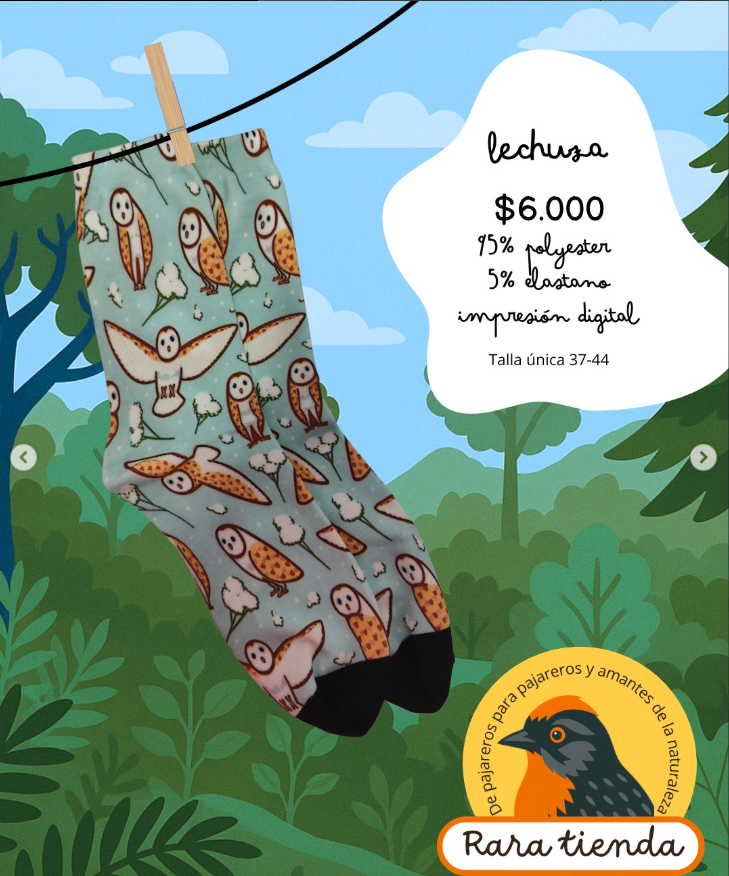 lechuza
$6.000
95% polyester
5% elastano
impresión digital
Talla única 37-44
De pajareros para pajareros y amantes de la naturaleza
Rara tienda